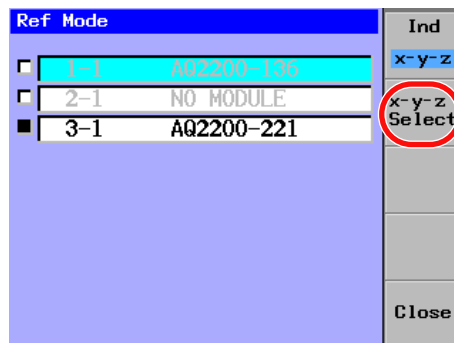 Ref Mode
1-1 AQ2200-136
2-1 NO MODULE
3-1 AQ2200-221
Ind
x-y-z
x-y-z
Select
Close